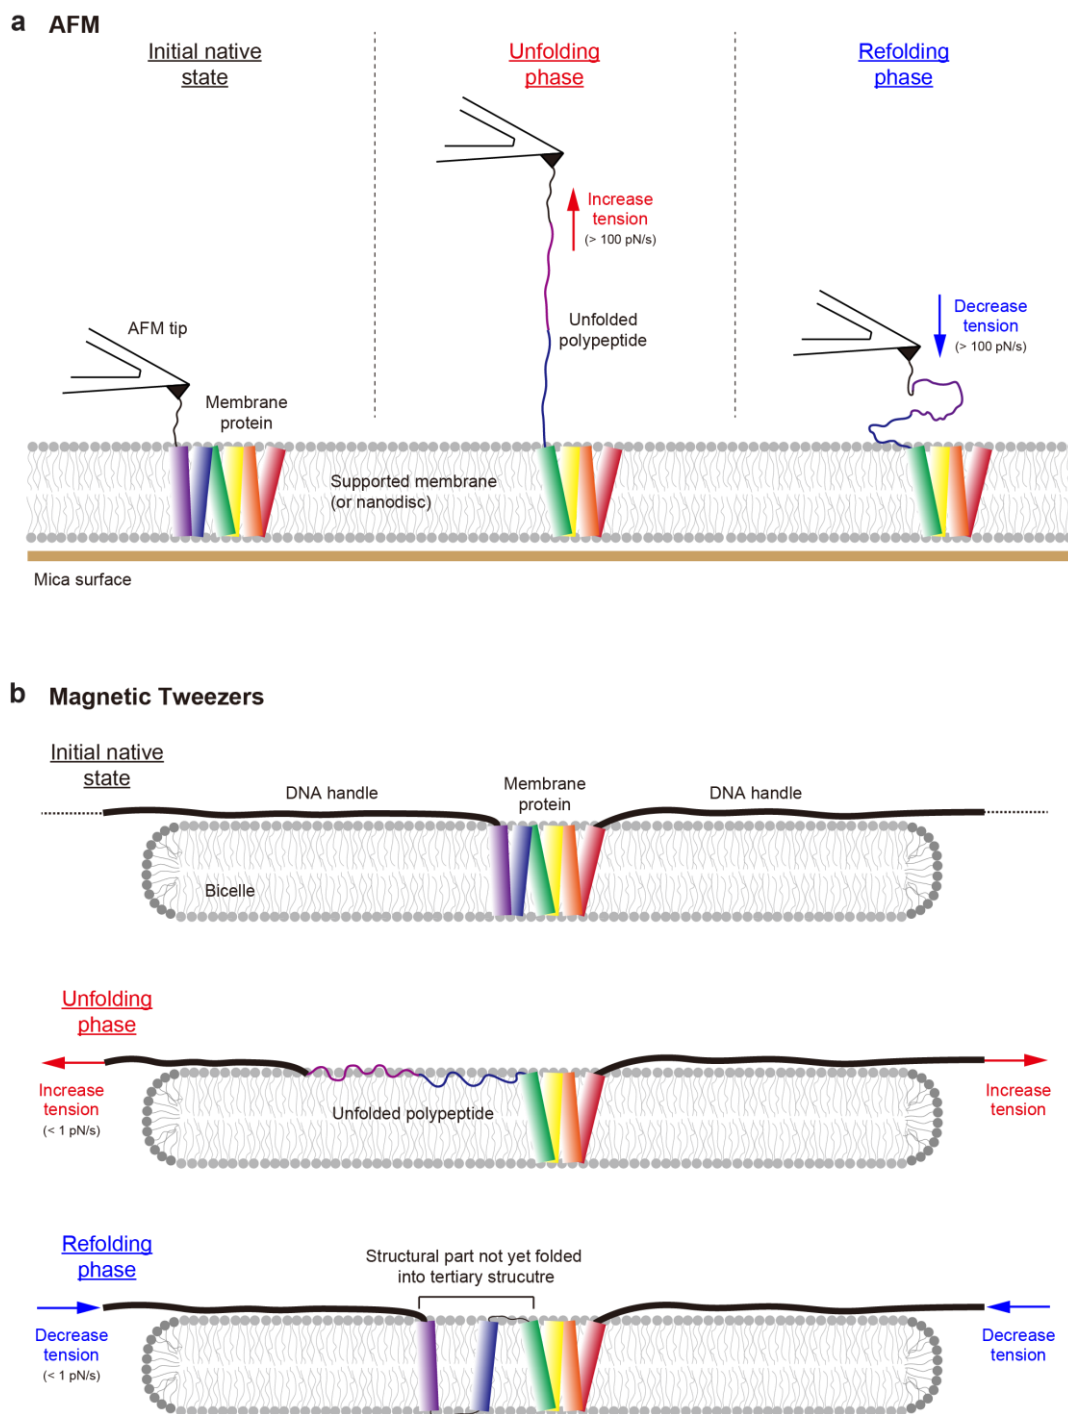 a AFM
Initial native
state
Unfolding
phase
Refolding
phase
Increase
tension
(> 100 pN/s)
AFM tip
Unfolded
polypeptide
Decrease
tension
(> 100 pN/s)
Membrane
protein
Supported membrane
(or nanodisc)
Mica surface
b Magnetic Tweezers
Initial native
state
DNA handle
Membrane
protein
DNA handle
Bicelle
Unfolding
phase
Increase
tension
(< 1 pN/s)
Unfolded polypeptide
Increase
tension
Refolding
phase
Structural part not yet folded
into tertiary strucutre
Decrease
tension
(< 1 pN/s)
Decrease
tension